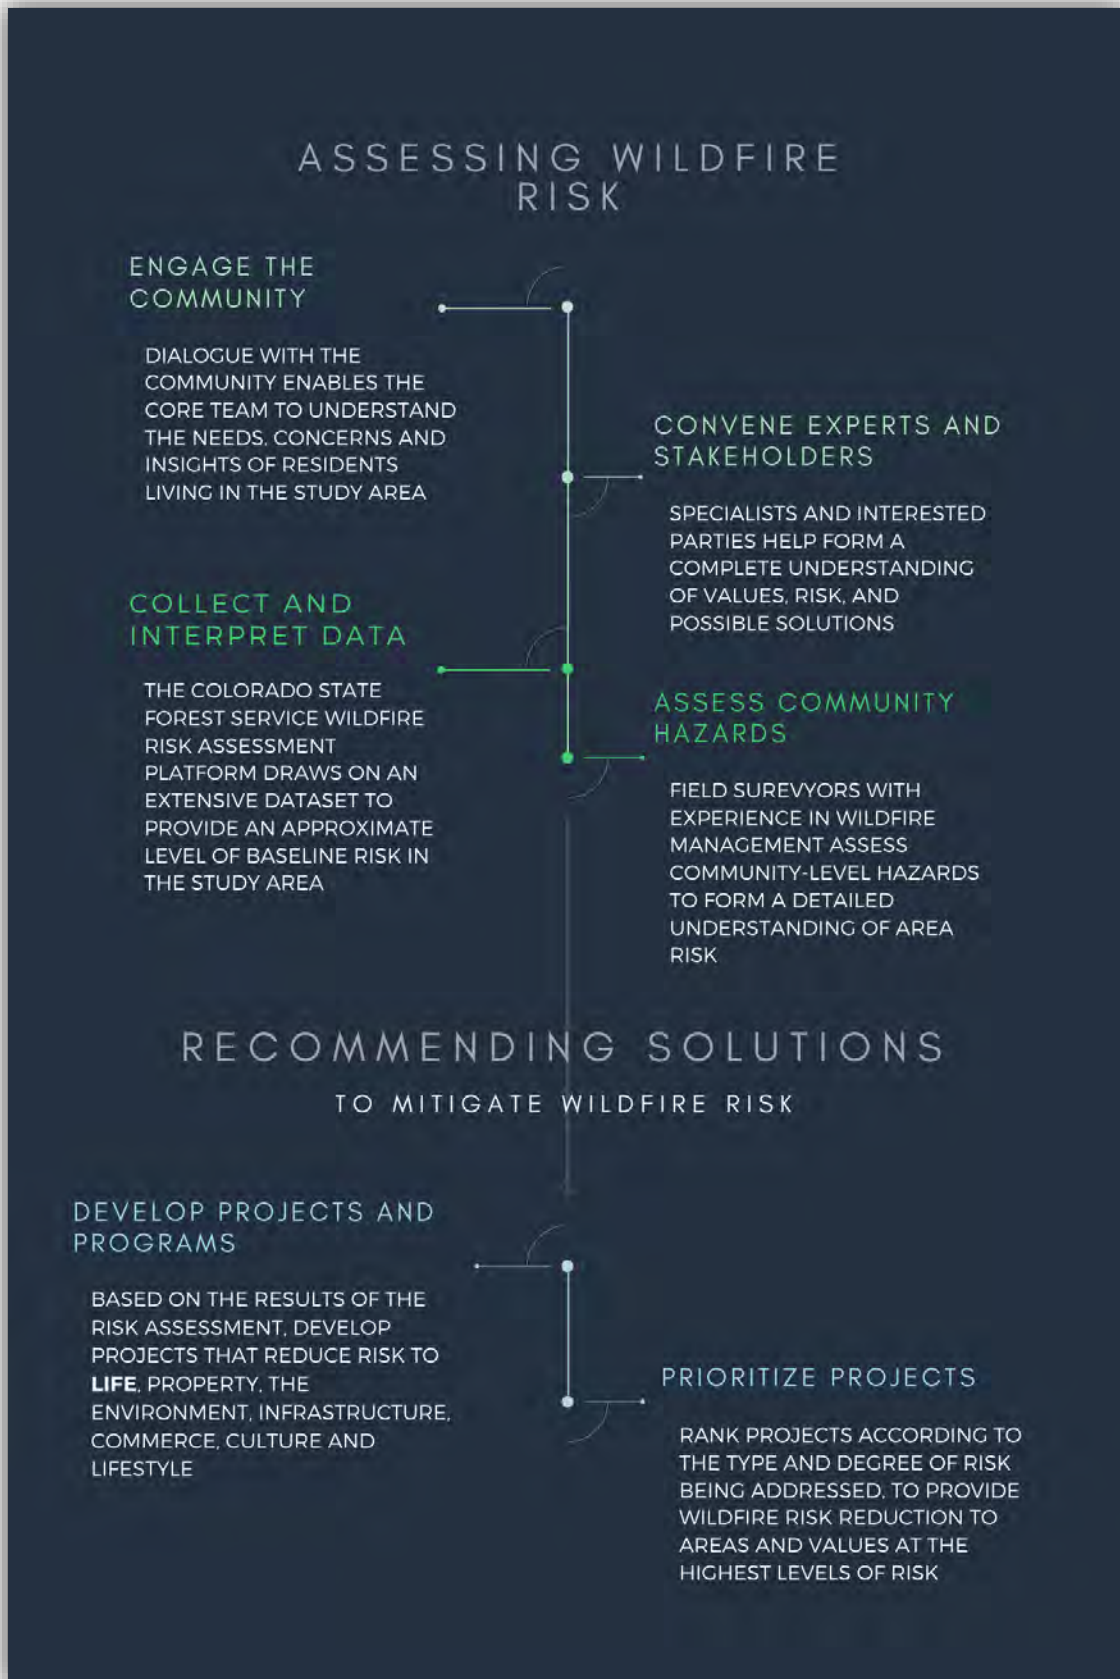 ASSESSING WILDFIRE
RISK
ENGAGE THE
COMMUNITY
DIALOGUE WITH THE
COMMUNITY ENABLES THE
CORE TEAM TO UNDERSTAND
THE NEEDS, CONCERNS AND
INSIGHTS OF RESIDENTS
LIVING IN THE STUDY AREA
CONVENE EXPERTS AND
STAKEHOLDERS
SPECIALISTS AND INTERESTED
PARTIES HELP FORM A
COMPLETE UNDERSTANDING
OF VALUES, RISK, AND
POSSIBLE SOLUTIONS
COLLECT AND
INTERPRET DATA
THE COLORADO STATE
FOREST SERVICE WILDFIRE
RISK ASSESSMENT
PLATFORM DRAWS ON AN
EXTENSIVE DATASET TO
PROVIDE AN APPROXIMATE
LEVEL OF BASELINE RISK IN
THE STUDY AREA
ASSESS COMMUNITY
HAZARDS
FIELD SUREVYORS WITH
EXPERIENCE IN WILDFIRE
MANAGEMENT ASSESS
COMMUNITY-LEVEL HAZARDS
TO FORM A DETAILED
UNDERSTANDING OF AREA
RISK
RECOMMENDING SOLUTIONS
TO MITIGATE WILDFIRE RISK
DEVELOP PROJECTS AND
PROGRAMS
BASED ON THE RESULTS OF THE
RISK ASSESSMENT, DEVELOP
PROJECTS THAT REDUCE RISK TO
LIFE, PROPERTY, THE
ENVIRONMENT, INFRASTRUCTURE,
COMMERCE, CULTURE AND
LIFESTYLE
PRIORITIZE PROJECTS
RANK PROJECTS ACCORDING TO
THE TYPE AND DEGREE OF RISK
BEING ADDRESSED, TO PROVIDE
WILDFIRE RISK REDUCTION TO
AREAS AND VALUES AT THE
HIGHEST LEVELS OF RISK